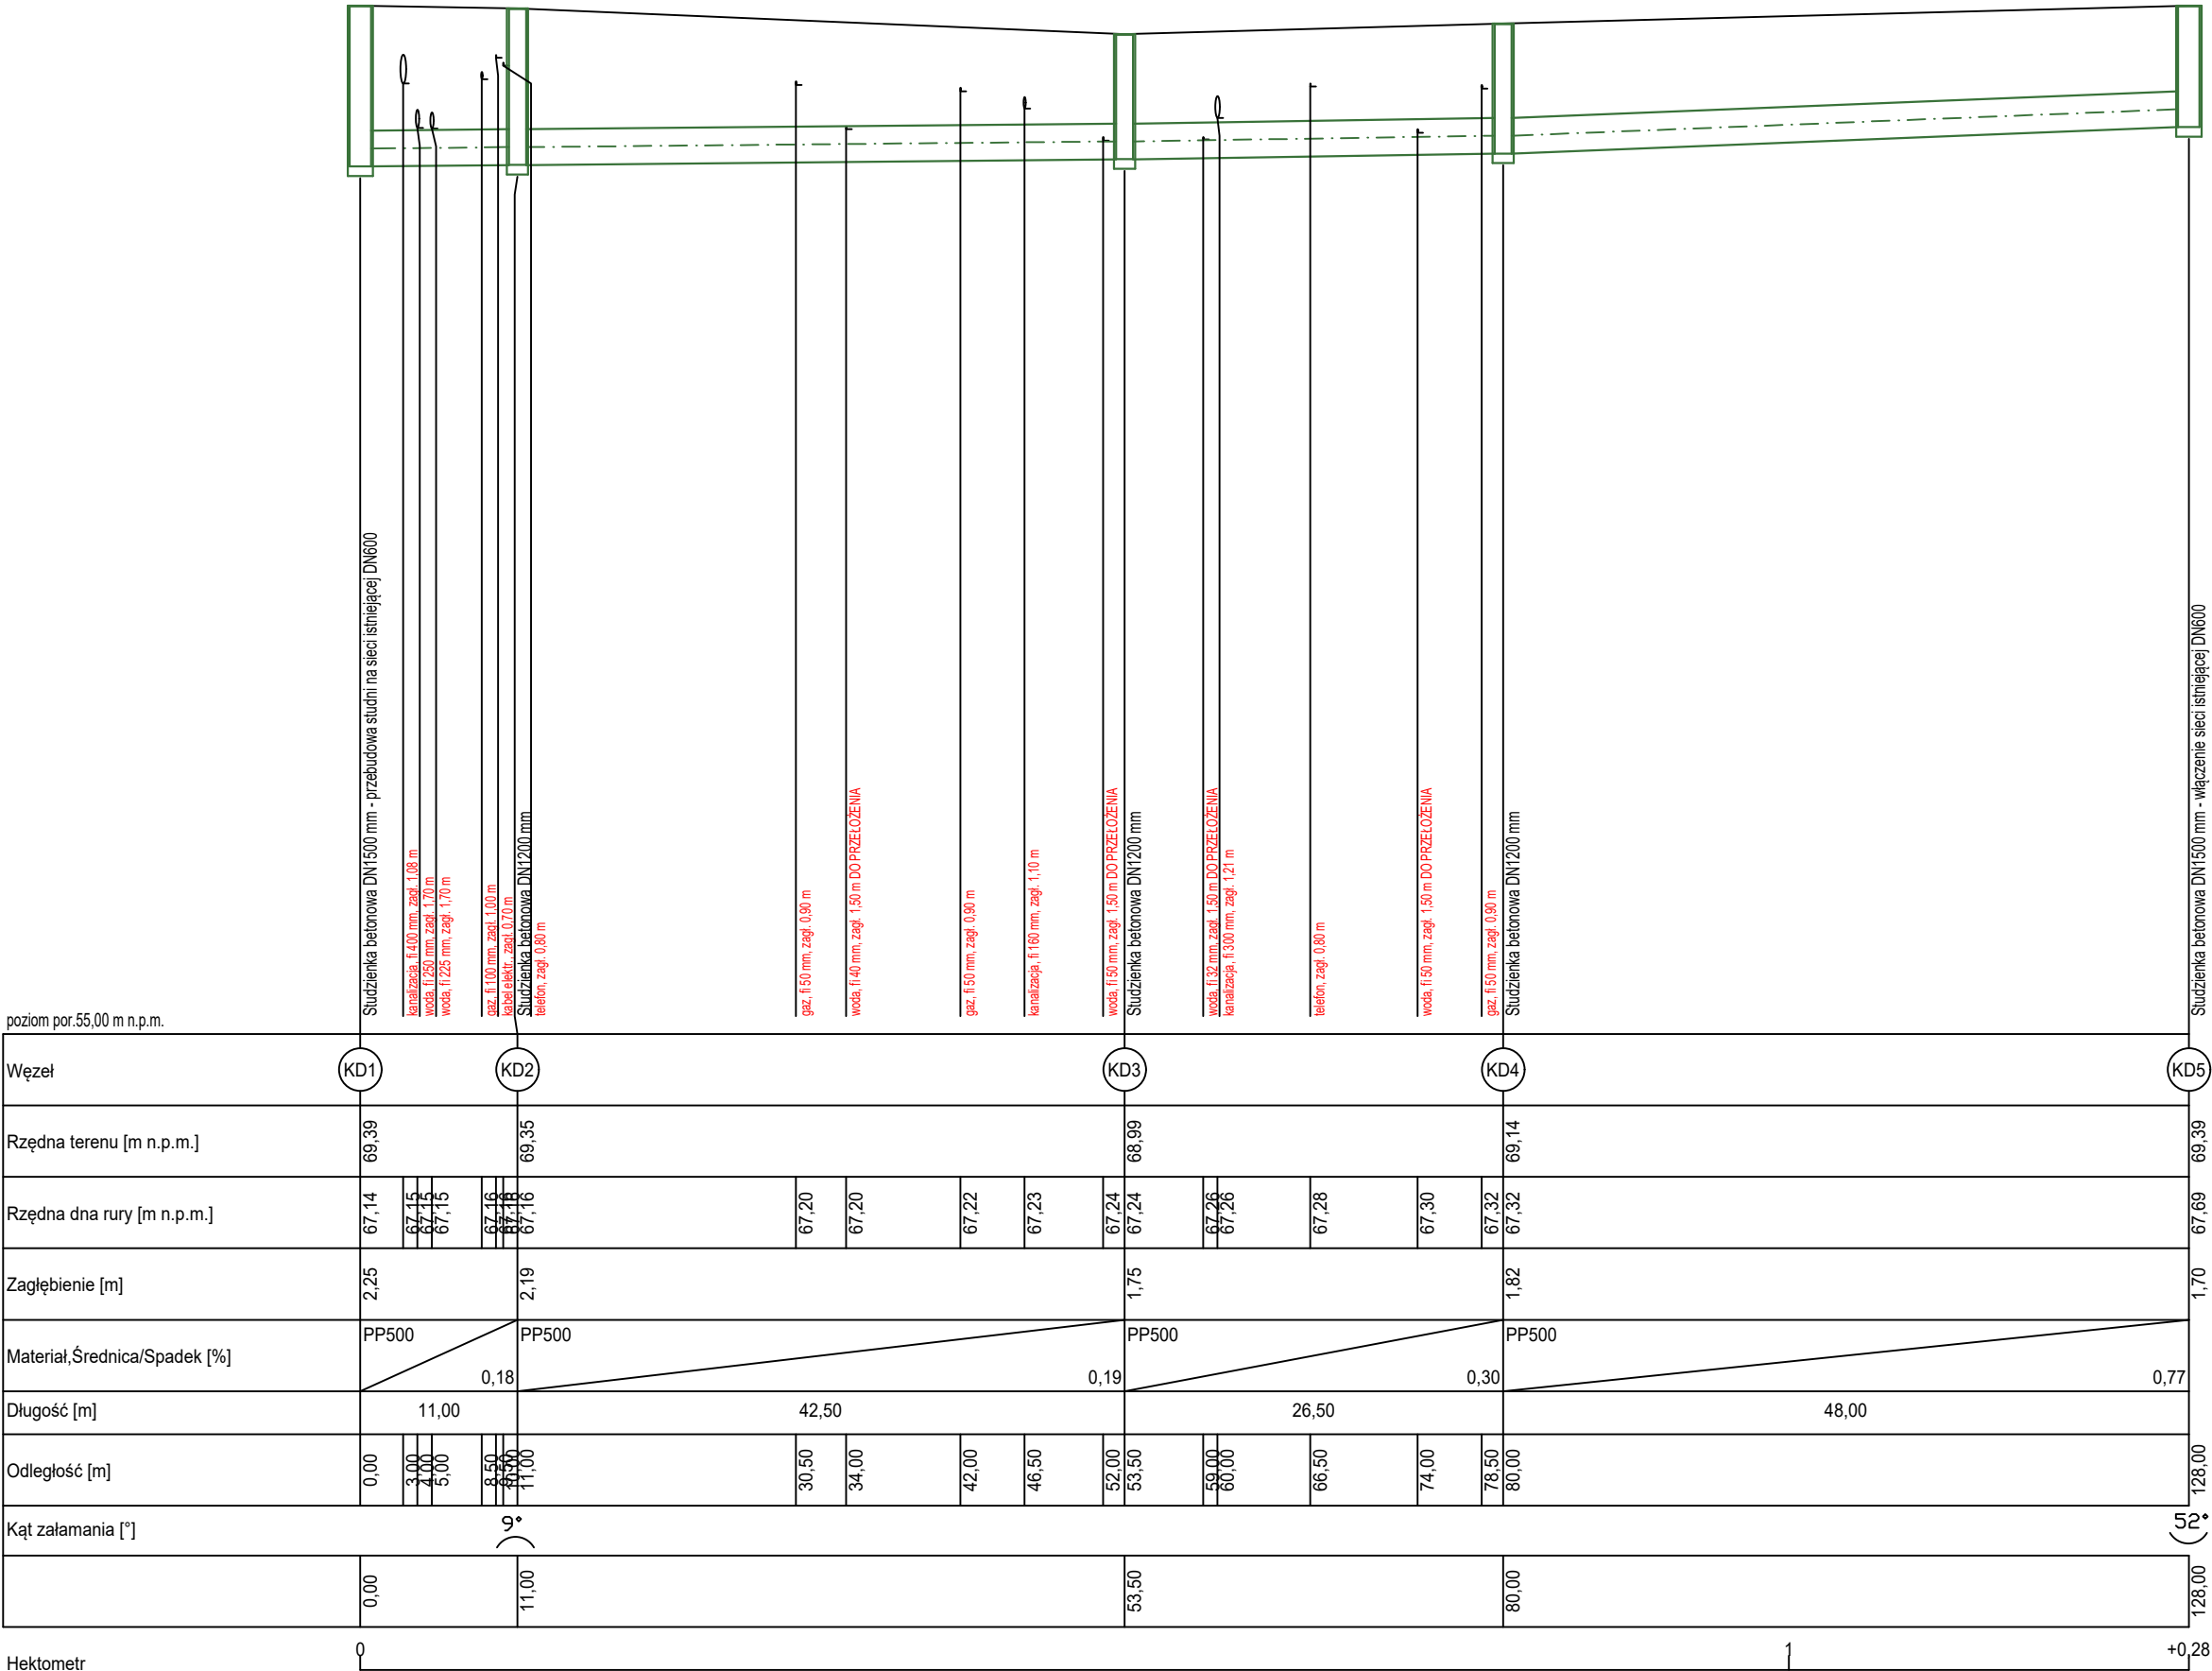 Studzienka betonowa DN1500 mm - przebudowa studni na sieci istniejącej DN600
kanalizacja, fi 400 mm, zagł. 1,08 m
woda, fi 250 mm, zagł. 1,70 m
woda, fi 225 mm, zagł. 1,70 m
gaz, fi 100 mm, zagł. 1,00 m
kabel elektr., zagł. 0,70 m
Studzienka betonowa DN1200 mm
telefon, zagł. 0,80 m
gaz, fi 50 mm, zagł. 0,90 m
woda, fi 40 mm, zagł. 1,50 m DO PRZEŁOŻENIA
gaz, fi 50 mm, zagł. 0,90 m
kanalizacja, fi 160 mm, zagł. 1,10 m
woda, fi 50 mm, zagł. 1,50 m DO PRZEŁOŻENIA
Studzienka betonowa DN1200 mm
woda, fi 32 mm, zagł. 1,50 m DO PRZEŁOŻENIA
kanalizacja, fi 300 mm, zagł. 1,21 m
telefon, zagł. 0,80 m
woda, fi 50 mm, zagł. 1,50 m DO PRZEŁOŻENIA
gaz, fi 50 mm, zagł. 0,90 m
Studzienka betonowa DN1200 mm
Studzienka betonowa DN1500 mm - włączenie sieci istniejącej DN600
poziom por.55,00 m n.p.m.
Węzeł KD1 KD2 KD3 KD4 KD5
Rzędna terenu [m n.p.m.] 69,39 69,35 68,99 69,14 69,39
Rzędna dna rury [m n.p.m.] 67,14 67,15 67,15 67,15 67,16 67,16 67,20 67,20 67,22 67,23 67,24 67,24 67,26 67,26 67,28 67,30 67,32 67,32 67,69
Zagłębienie [m] 2,25 2,19 1,75 1,82 1,70
Materiał,Średnica/Spadek [%] PP500 0,18 PP500 0,19 PP500 0,30 PP500 0,77
Długość [m] 11,00 42,50 26,50 48,00
Odległość [m] 0,00 3,00 4,00 5,00 8,50 11,00 30,50 34,00 42,00 46,50 52,00 53,50 59,00 60,00 66,50 74,00 78,50 80,00 128,00
Kąt załamania [°] 9° 52°
0,00 11,00 53,50 80,00 128,00
Hektometr 0 1 +0,28